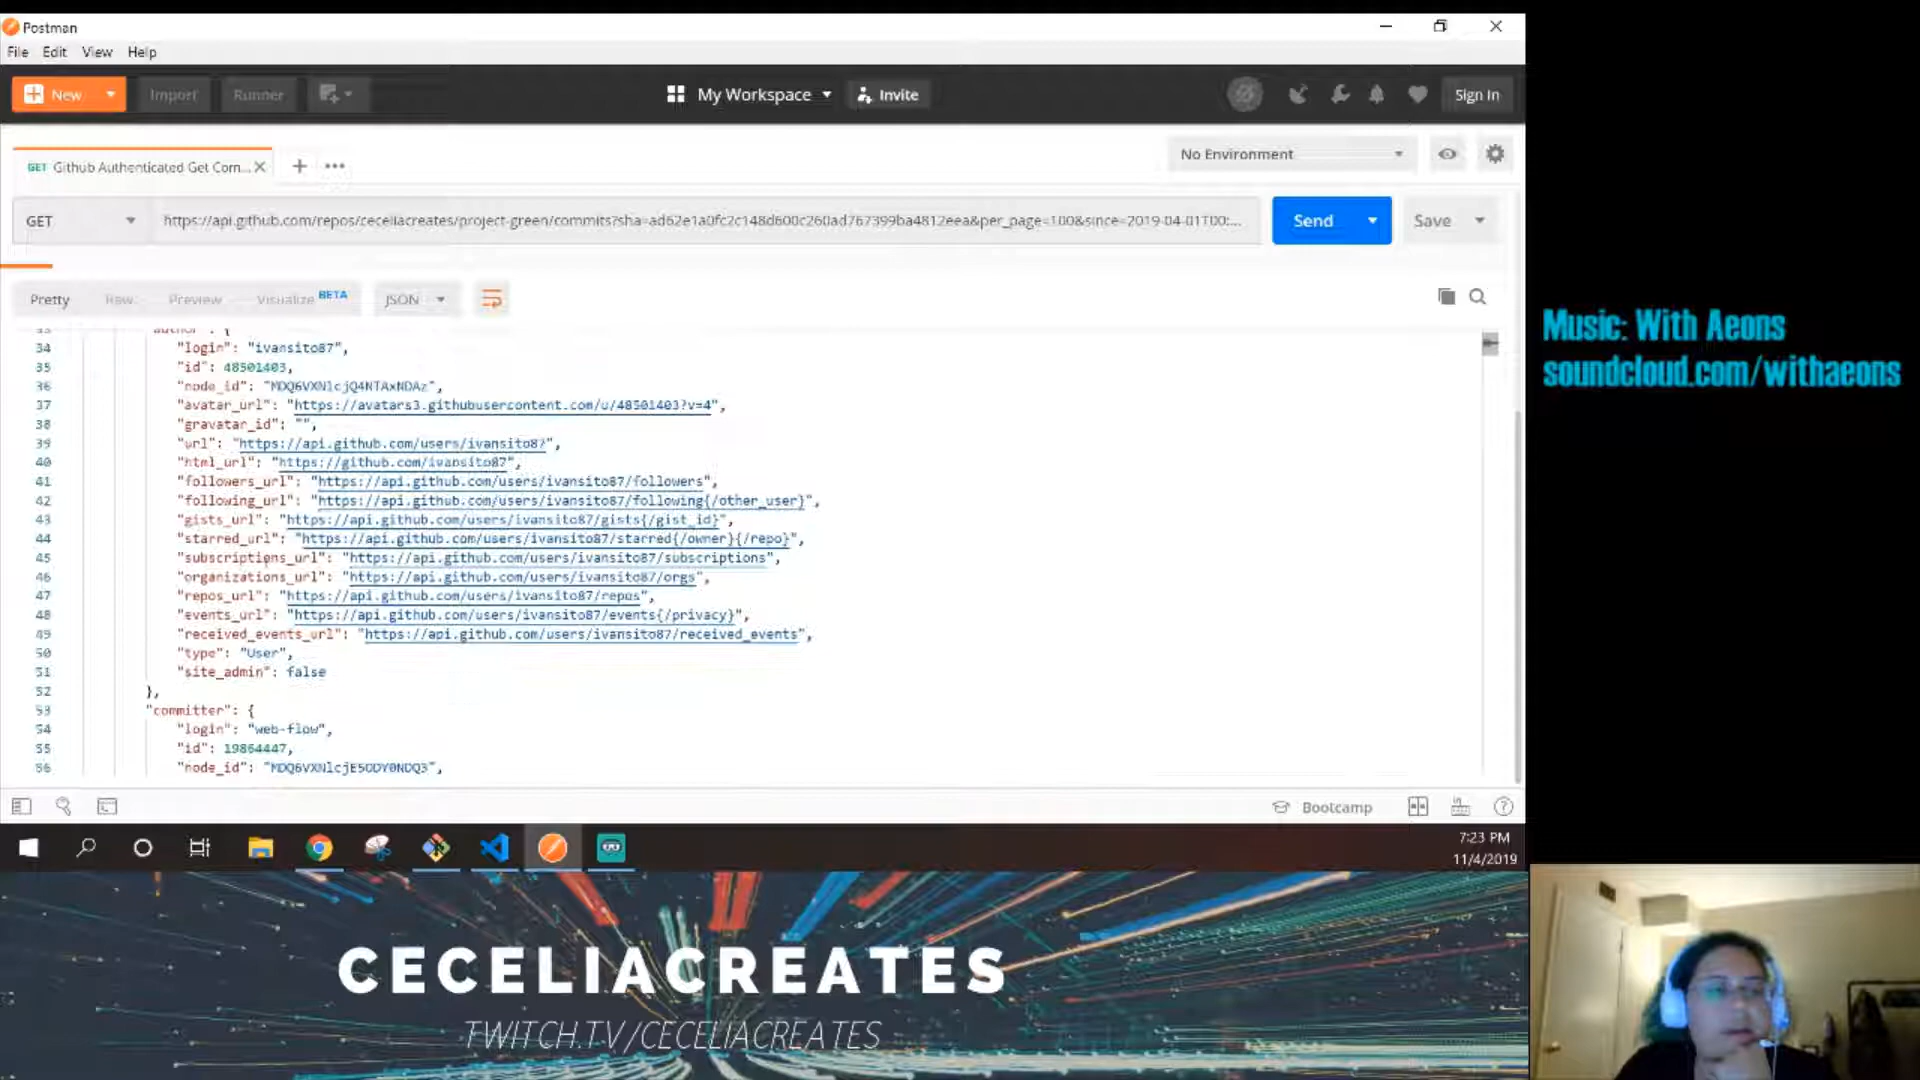 Postman
File Edit View Help
New Import Runner My Workspace Invite Sign In
No Environment
GET Github Authenticated Get Com...
GET https://api.github.com/repos/ceceliacreates/project-green/commits?sha=ad62e1a0fc2c148d600c260ad767399ba4812eea&per_page=100&since=2019-04-01T00:... Send Save
Pretty Raw Preview Visualize BETA JSON
33 "author": {
34 "login": "ivansito87",
35 "id": 48501403,
36 "node_id": "MDQ6VXNlcjQ4NTAxNDAz",
37 "avatar_url": "https://avatars3.githubusercontent.com/u/48501403?v=4",
38 "gravatar_id": "",
39 "url": "https://api.github.com/users/ivansito87",
40 "html_url": "https://github.com/ivansito87",
41 "followers_url": "https://api.github.com/users/ivansito87/followers",
42 "following_url": "https://api.github.com/users/ivansito87/following{/other_user}",
43 "gists_url": "https://api.github.com/users/ivansito87/gists{/gist_id}",
44 "starred_url": "https://api.github.com/users/ivansito87/starred{/owner}{/repo}",
45 "subscriptions_url": "https://api.github.com/users/ivansito87/subscriptions",
46 "organizations_url": "https://api.github.com/users/ivansito87/orgs",
47 "repos_url": "https://api.github.com/users/ivansito87/repos",
48 "events_url": "https://api.github.com/users/ivansito87/events{/privacy}",
49 "received_events_url": "https://api.github.com/users/ivansito87/received_events",
50 "type": "User",
51 "site_admin": false
52 },
53 "committer": {
54 "login": "web-flow",
55 "id": 19864447,
56 "node_id": "MDQ6VXNlcjE5ODY0NDQ3",
Bootcamp
7:23 PM
11/4/2019
Music: With Aeons
soundcloud.com/withaeons
CECELIACREATES
TWITCH.TV/CECELIACREATES